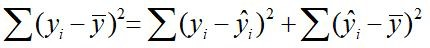 ∑(yᵢ − y̅)² = ∑(yᵢ − ŷᵢ)² + ∑(ŷᵢ − y̅)²